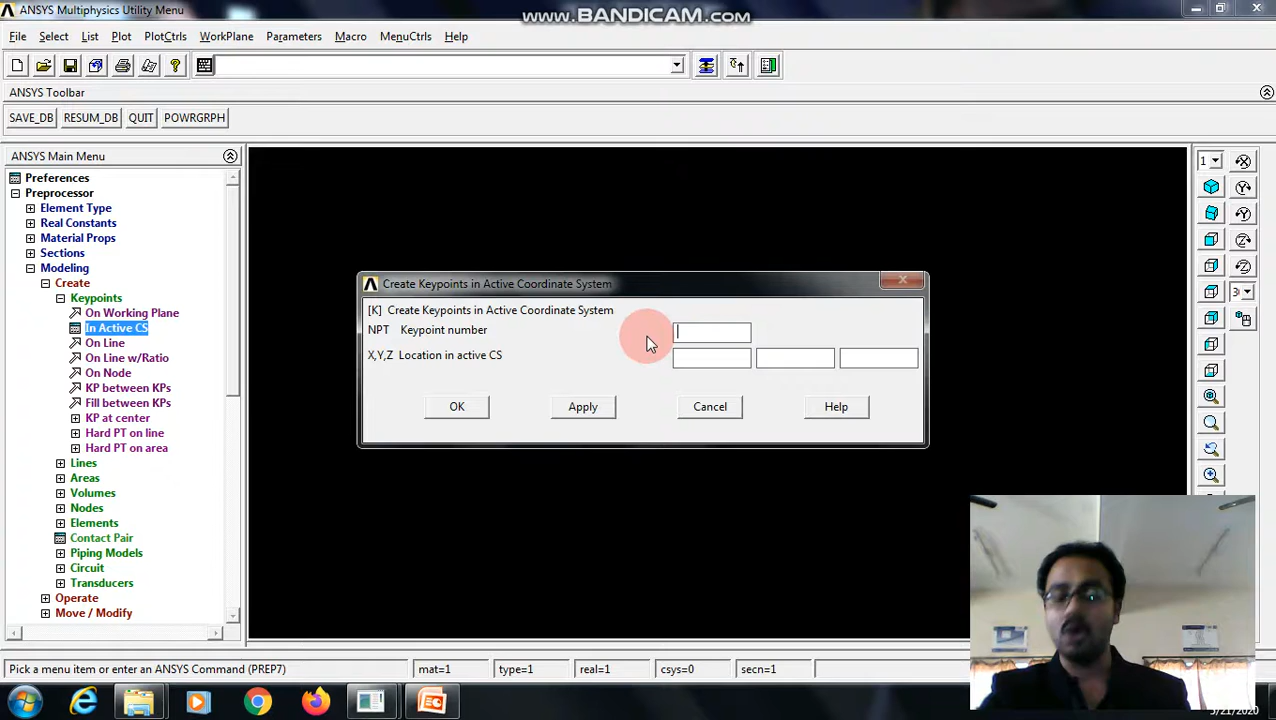 ANSYS Multiphysics Utility Menu
www.BANDICAM.com
File Select List Plot PlotCtrls WorkPlane Parameters Macro MenuCtrls Help
ANSYS Toolbar
SAVE_DB RESUM_DB QUIT POWRGRPH
ANSYS Main Menu
1
Preferences
Preprocessor
Element Type
Real Constants
Material Props
Sections
Modeling
Create
Keypoints
On Working Plane
In Active CS
On Line
On Line w/Ratio
On Node
KP between KPs
Fill between KPs
KP at center
Hard PT on line
Hard PT on area
Lines
Areas
Volumes
Nodes
Elements
Contact Pair
Piping Models
Circuit
Transducers
Operate
Move / Modify
Create Keypoints in Active Coordinate System
[K] Create Keypoints in Active Coordinate System
NPT Keypoint number
X,Y,Z Location in active CS
OK Apply Cancel Help
Pick a menu item or enter an ANSYS Command (PREP7) mat=1 type=1 real=1 csys=0 secn=1